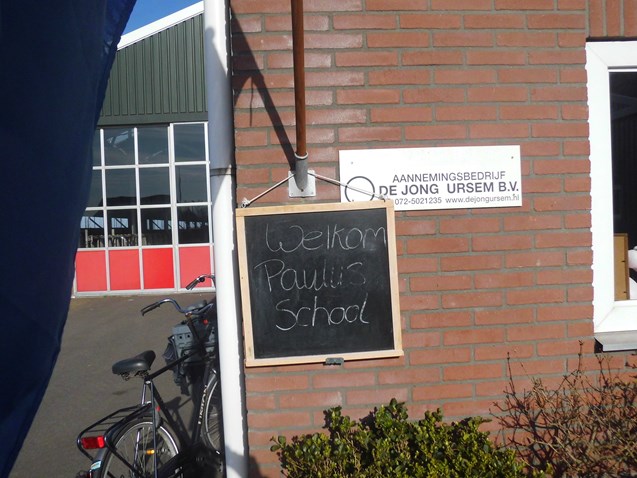 AANNEMINGSBEDRIJF
DE JONG URSEM B.V.
072-5021235 www.dejongursem.nl
Welkom
Paulus
School